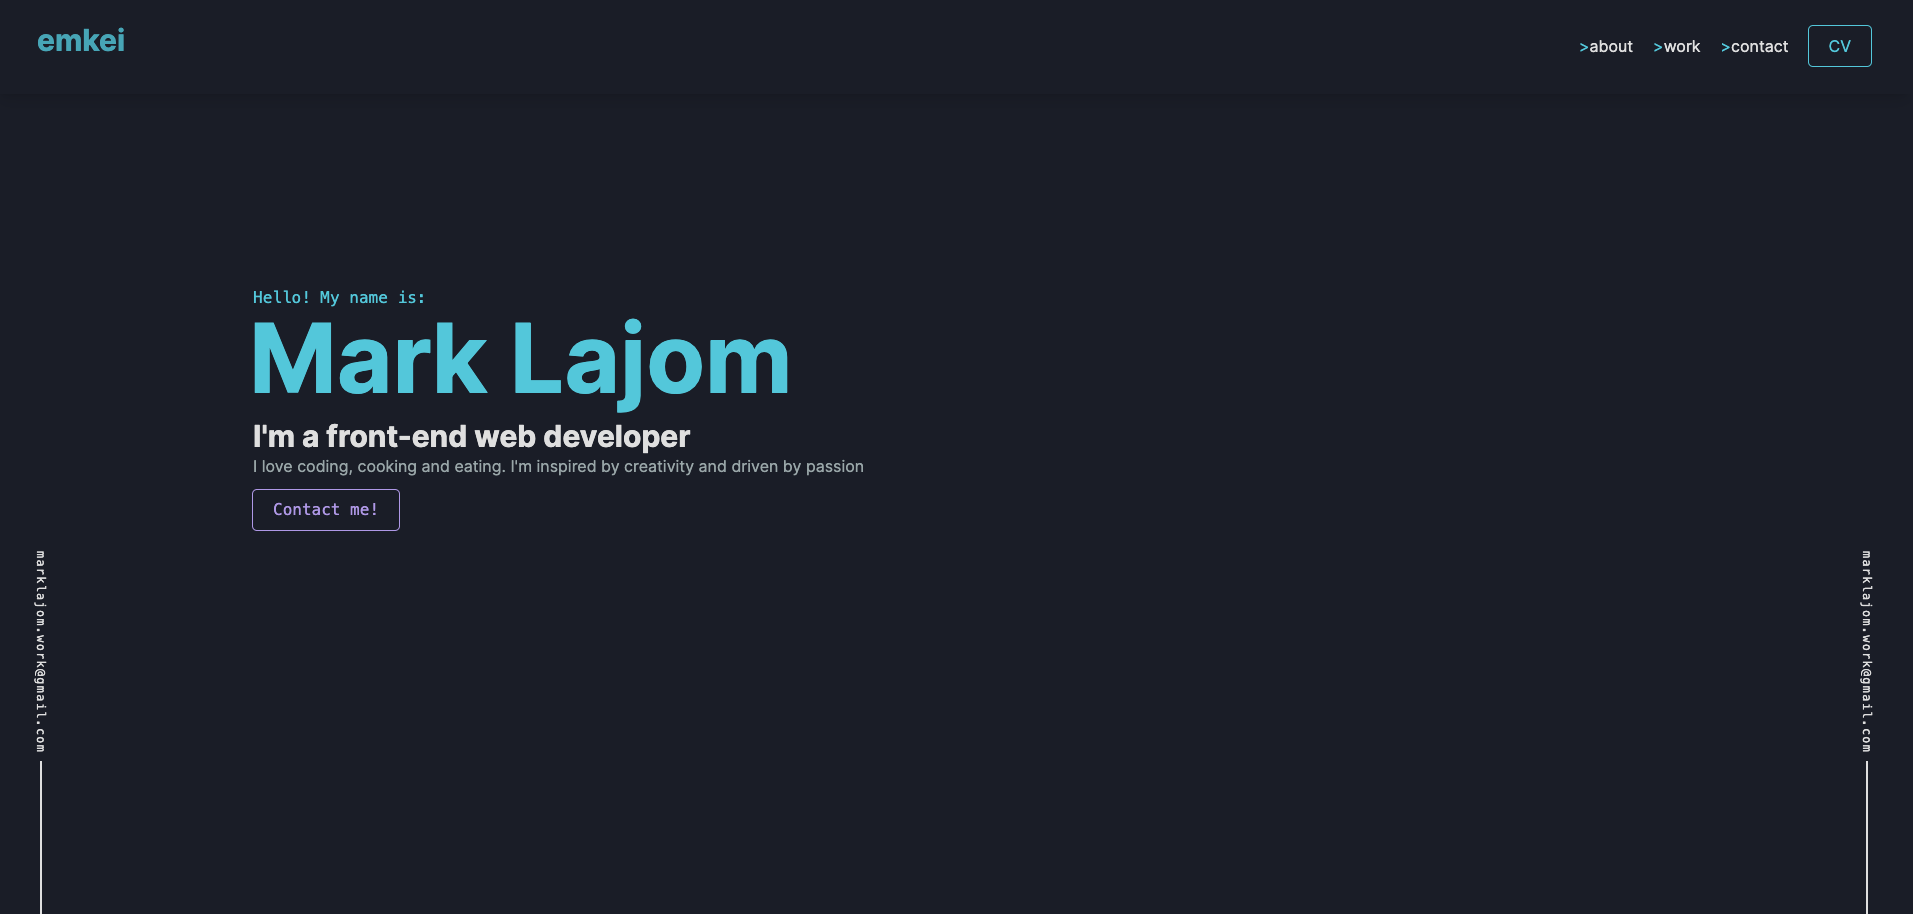 emkei
>about >work >contact CV
Hello! My name is:
Mark Lajom
I'm a front-end web developer
I love coding, cooking and eating. I'm inspired by creativity and driven by passion
Contact me!
marklajom.work@gmail.com
marklajom.work@gmail.com